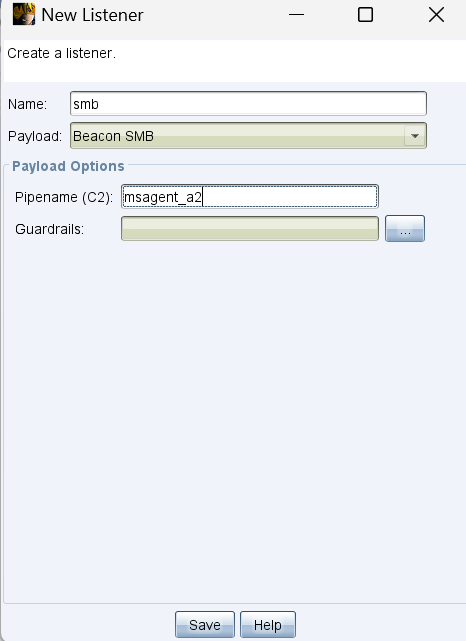 New Listener
Create a listener.
Name: smb
Payload: Beacon SMB
Payload Options
Pipename (C2): msagent_a2
Guardrails: ...
Save Help